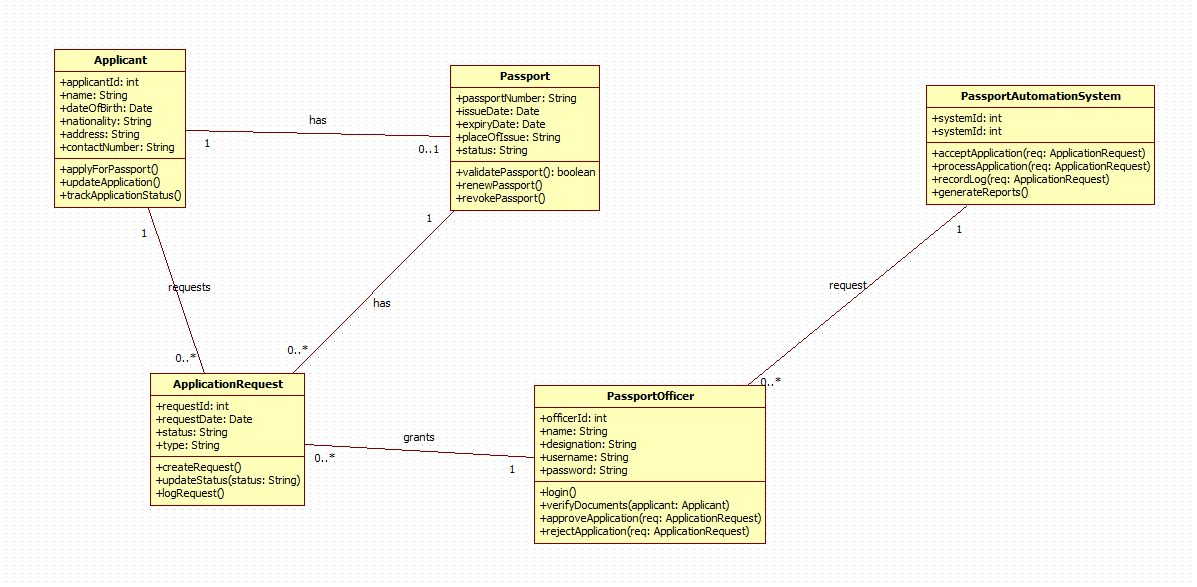 Applicant
+applicantId: int
+name: String
+dateOfBirth: Date
+nationality: String
+address: String
+contactNumber: String
+applyForPassport()
+updateApplication()
+trackApplicationStatus()
has
1
0..1
Passport
+passportNumber: String
+issueDate: Date
+expiryDate: Date
+placeOfIssue: String
+status: String
+validatePassport(): boolean
+renewPassport()
+revokePassport()
PassportAutomationSystem
+systemId: int
+systemId: int
+acceptApplication(req: ApplicationRequest)
+processApplication(req: ApplicationRequest)
+recordLog(req: ApplicationRequest)
+generateReports()
1
requests
0..*
1
has
0..*
1
request
0..*
ApplicationRequest
+requestId: int
+requestDate: Date
+status: String
+type: String
+createRequest()
+updateStatus(status: String)
+logRequest()
grants
0..*
1
PassportOfficer
+officerId: int
+name: String
+designation: String
+username: String
+password: String
+login()
+verifyDocuments(applicant: Applicant)
+approveApplication(req: ApplicationRequest)
+rejectApplication(req: ApplicationRequest)